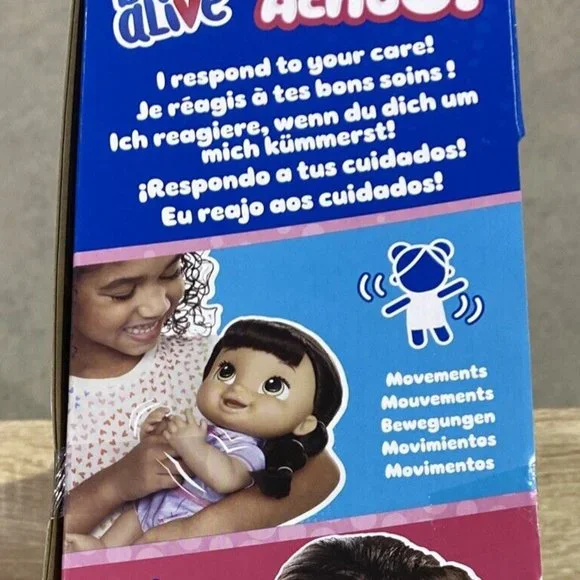 alive
ACHOO!
I respond to your care!
Je réagis à tes bons soins !
Ich reagiere, wenn du dich um
mich kümmerst!
¡Respondo a tus cuidados!
Eu reajo aos cuidados!
Movements
Mouvements
Bewegungen
Movimientos
Movimentos